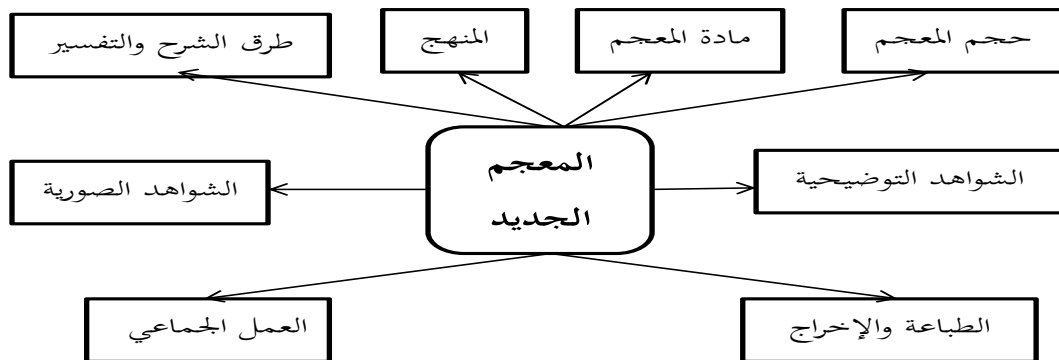 حجم المعجم
مادة المعجم
المنهج
طرق الشرح والتفسير
المعجم
الجديد
الشواهد التوضيحية
الشواهد الصورية
الطباعة والإخراج
العمل الجماعي